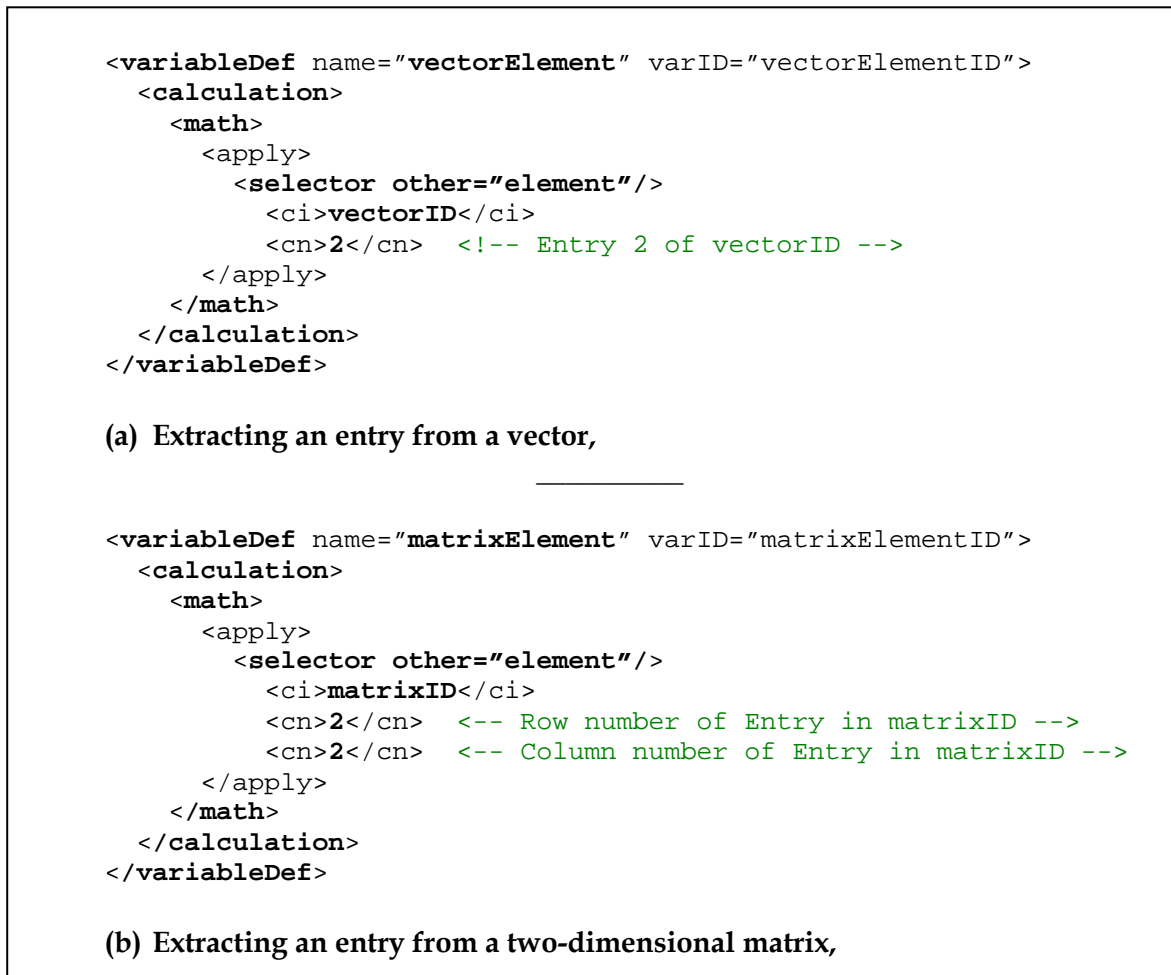 <variableDef name=”vectorElement” varID=”vectorElementID”>
<calculation>
<math>
<apply>
<selector other=”element”/>
<ci>vectorID</ci>
<cn>2</cn> <!-- Entry 2 of vectorID -->
</apply>
</math>
</calculation>
</variableDef>
(a) Extracting an entry from a vector,
<variableDef name=”matrixElement” varID=”matrixElementID”>
<calculation>
<math>
<apply>
<selector other=”element”/>
<ci>matrixID</ci>
<cn>2</cn> <-- Row number of Entry in matrixID -->
<cn>2</cn> <-- Column number of Entry in matrixID -->
</apply>
</math>
</calculation>
</variableDef>
(b) Extracting an entry from a two-dimensional matrix,